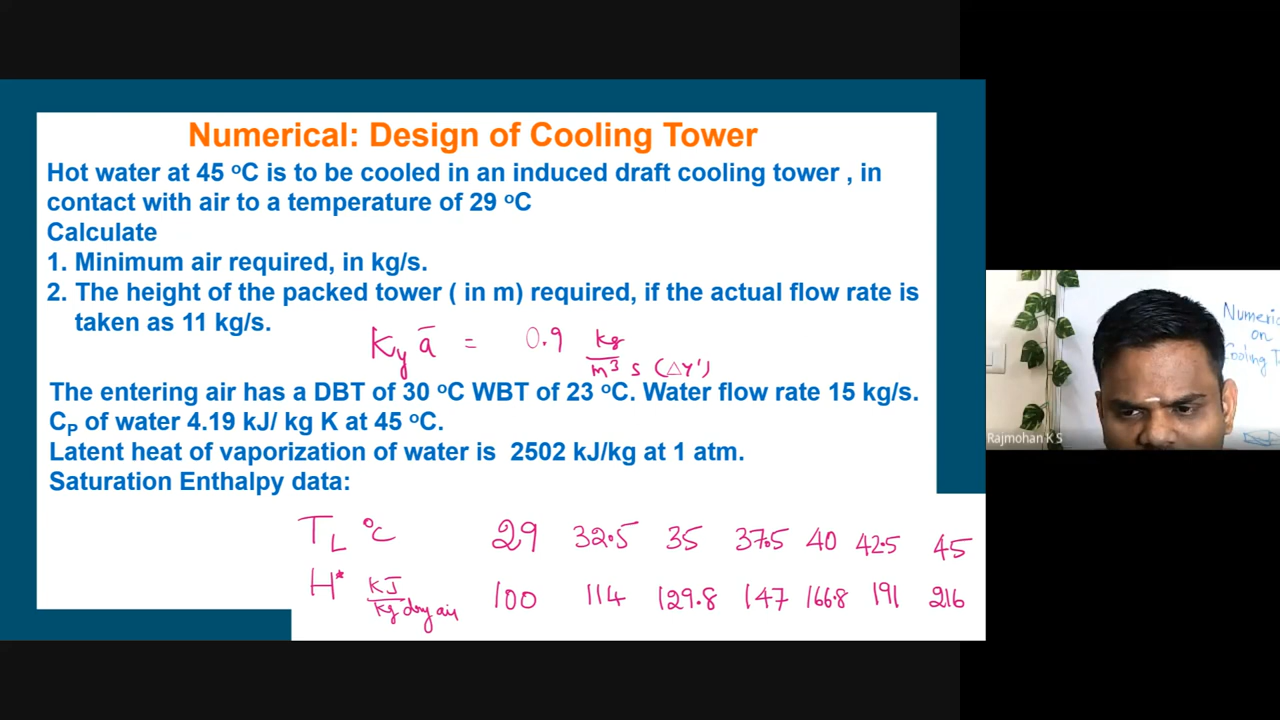 Numerical: Design of Cooling Tower
Hot water at 45 °C is to be cooled in an induced draft cooling tower , in
contact with air to a temperature of 29 °C
Calculate
1. Minimum air required, in kg/s.
2. The height of the packed tower ( in m) required, if the actual flow rate is
taken as 11 kg/s.
Ky a̅ = 0.9 kg/m³ s (ΔY')
The entering air has a DBT of 30 °C WBT of 23 °C. Water flow rate 15 kg/s.
CP of water 4.19 kJ/ kg K at 45 °C.
Latent heat of vaporization of water is 2502 kJ/kg at 1 atm.
Saturation Enthalpy data:
TL °C 29 32.5 35 37.5 40 42.5 45
H* KJ/kg dry air 100 114 129.8 147 166.8 191 216
Numeric
on
Cooling T
Rajmohan K S